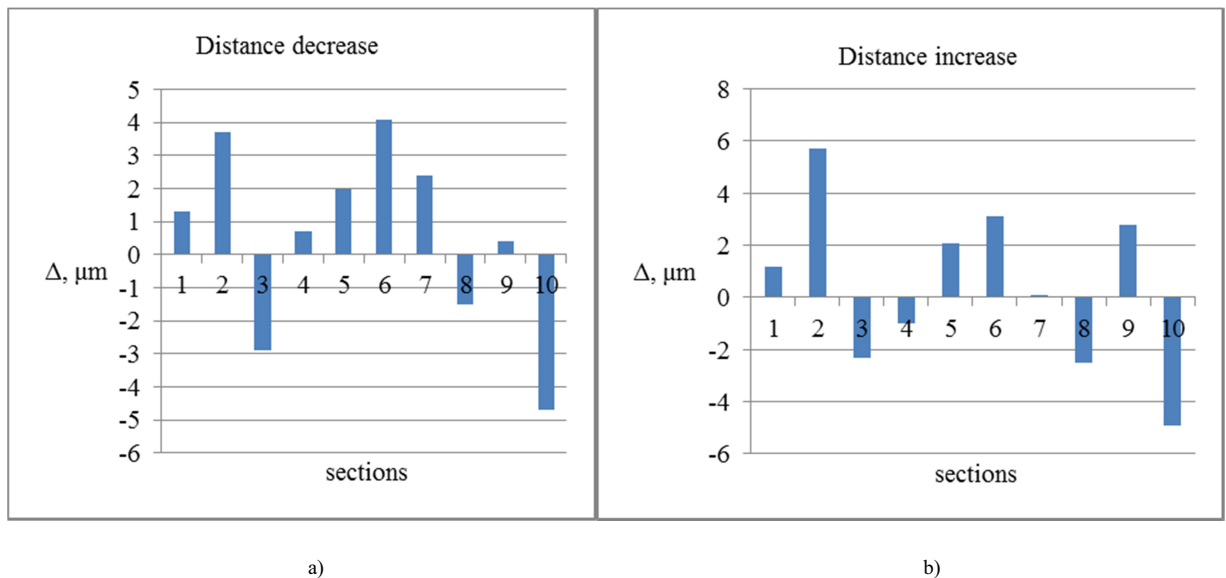 Distance decrease
5
4
3
2
1
0
-1
-2
-3
-4
-5
-6
Δ, μm
1 2 3 4 5 6 7 8 9 10
sections
a)
Distance increase
8
6
4
2
0
-2
-4
-6
Δ, μm
1 2 3 4 5 6 7 8 9 10
sections
b)